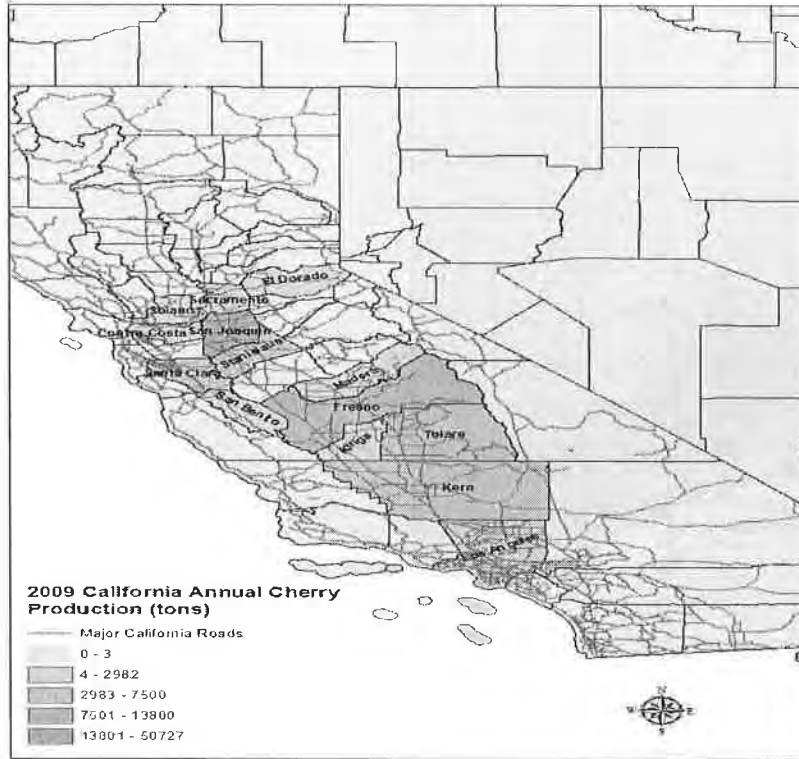 El Dorado
Sacramento
Solano
Contra Costa San Joaquin
Stanislaus
Santa Clara
Madera
San Benito
Fresno
Kings
Tulare
Kern
Los Angeles
2009 California Annual Cherry
Production (tons)
Major California Roads
0 - 3
4 - 2982
2983 - 7500
7501 - 13800
13801 - 50727
N
W E
S